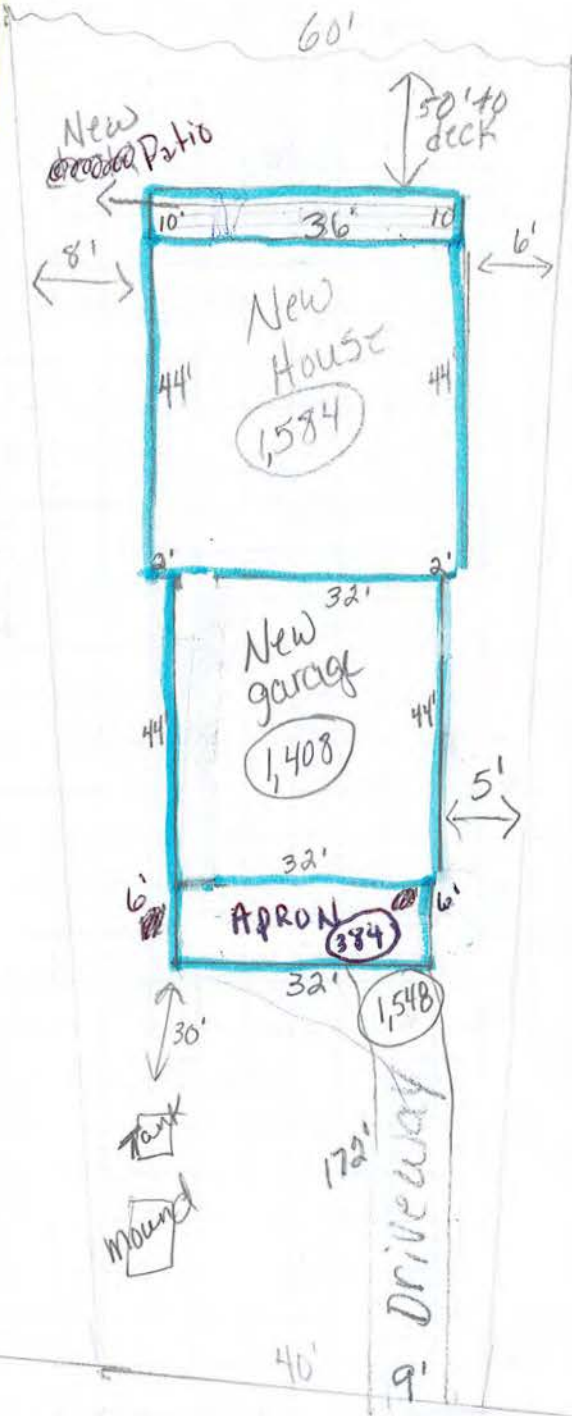 60'
50' to
deck
New
Patio
10'
36'
10
8'
6'
New
House
44'
44'
1,584
2'
2'
32'
New
garage
44'
44'
1,408
5'
32'
6'
APRON
384
6'
32'
1,548
30'
Tank
172'
Driveway
Mound
40'
9'